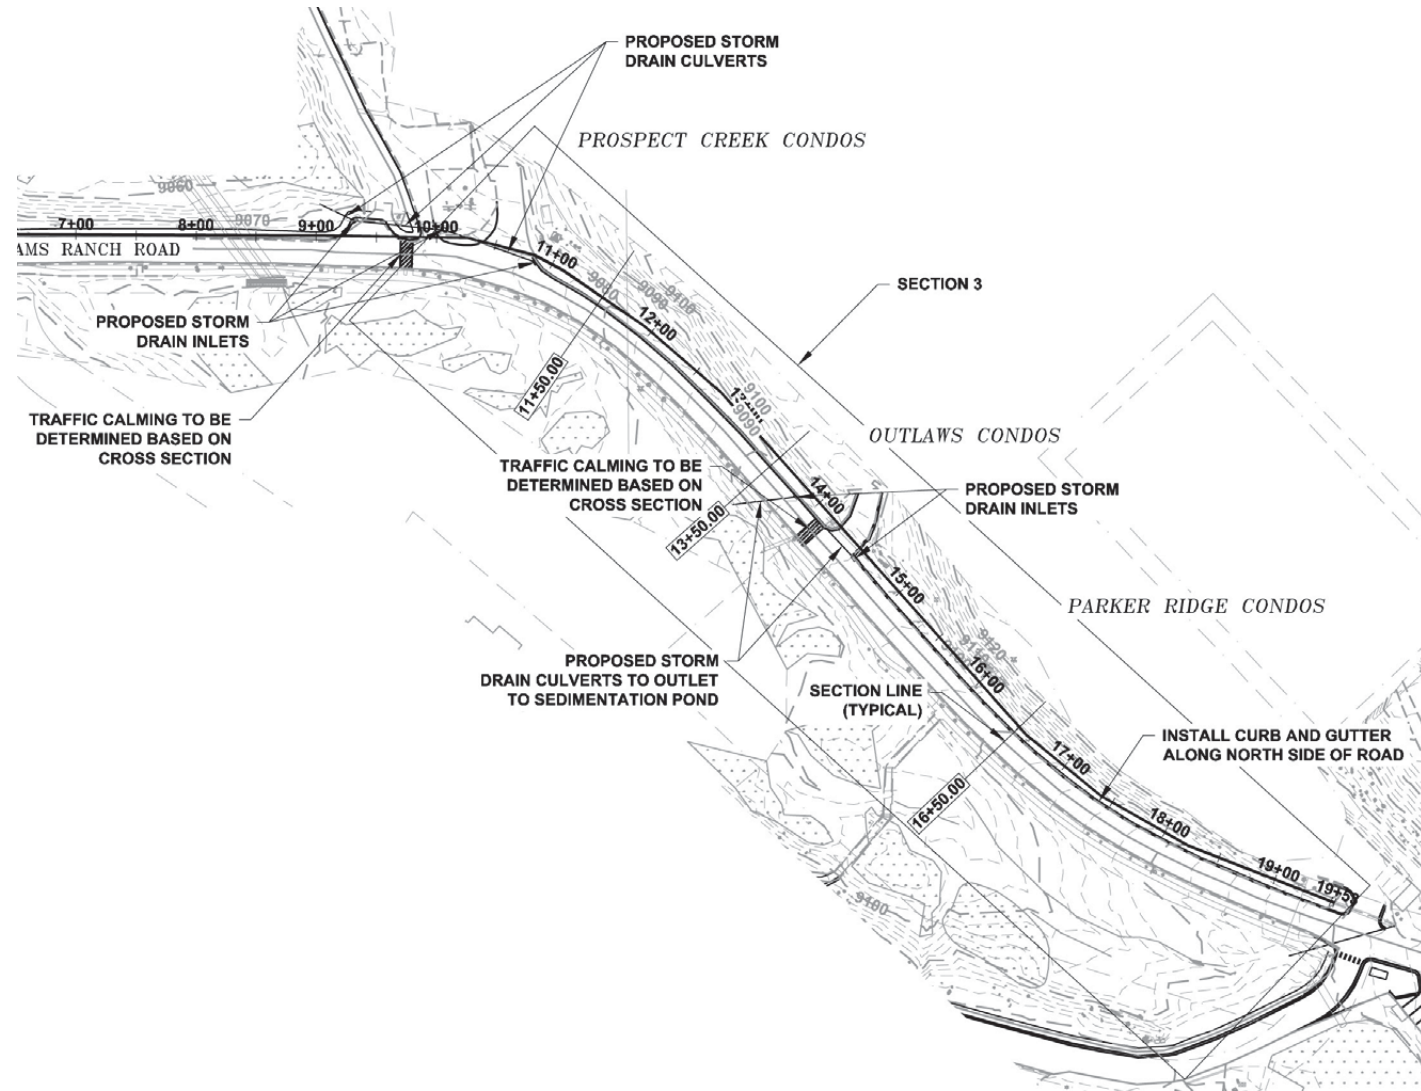 PROPOSED STORM
DRAIN CULVERTS
PROSPECT CREEK CONDOS
9060
9070
7+00
8+00
9+00
10+00
AMS RANCH ROAD
11+00
9080
9090
9100
SECTION 3
PROPOSED STORM
DRAIN INLETS
12+00
11+50.00
TRAFFIC CALMING TO BE
DETERMINED BASED ON
CROSS SECTION
9100
9090
OUTLAWS CONDOS
TRAFFIC CALMING TO BE
DETERMINED BASED ON
CROSS SECTION
14+00
13+50.00
PROPOSED STORM
DRAIN INLETS
15+00
PARKER RIDGE CONDOS
9120
16+00
PROPOSED STORM
DRAIN CULVERTS TO OUTLET
TO SEDIMENTATION POND
SECTION LINE
(TYPICAL)
INSTALL CURB AND GUTTER
ALONG NORTH SIDE OF ROAD
17+00
16+50.00
18+00
19+00
9100